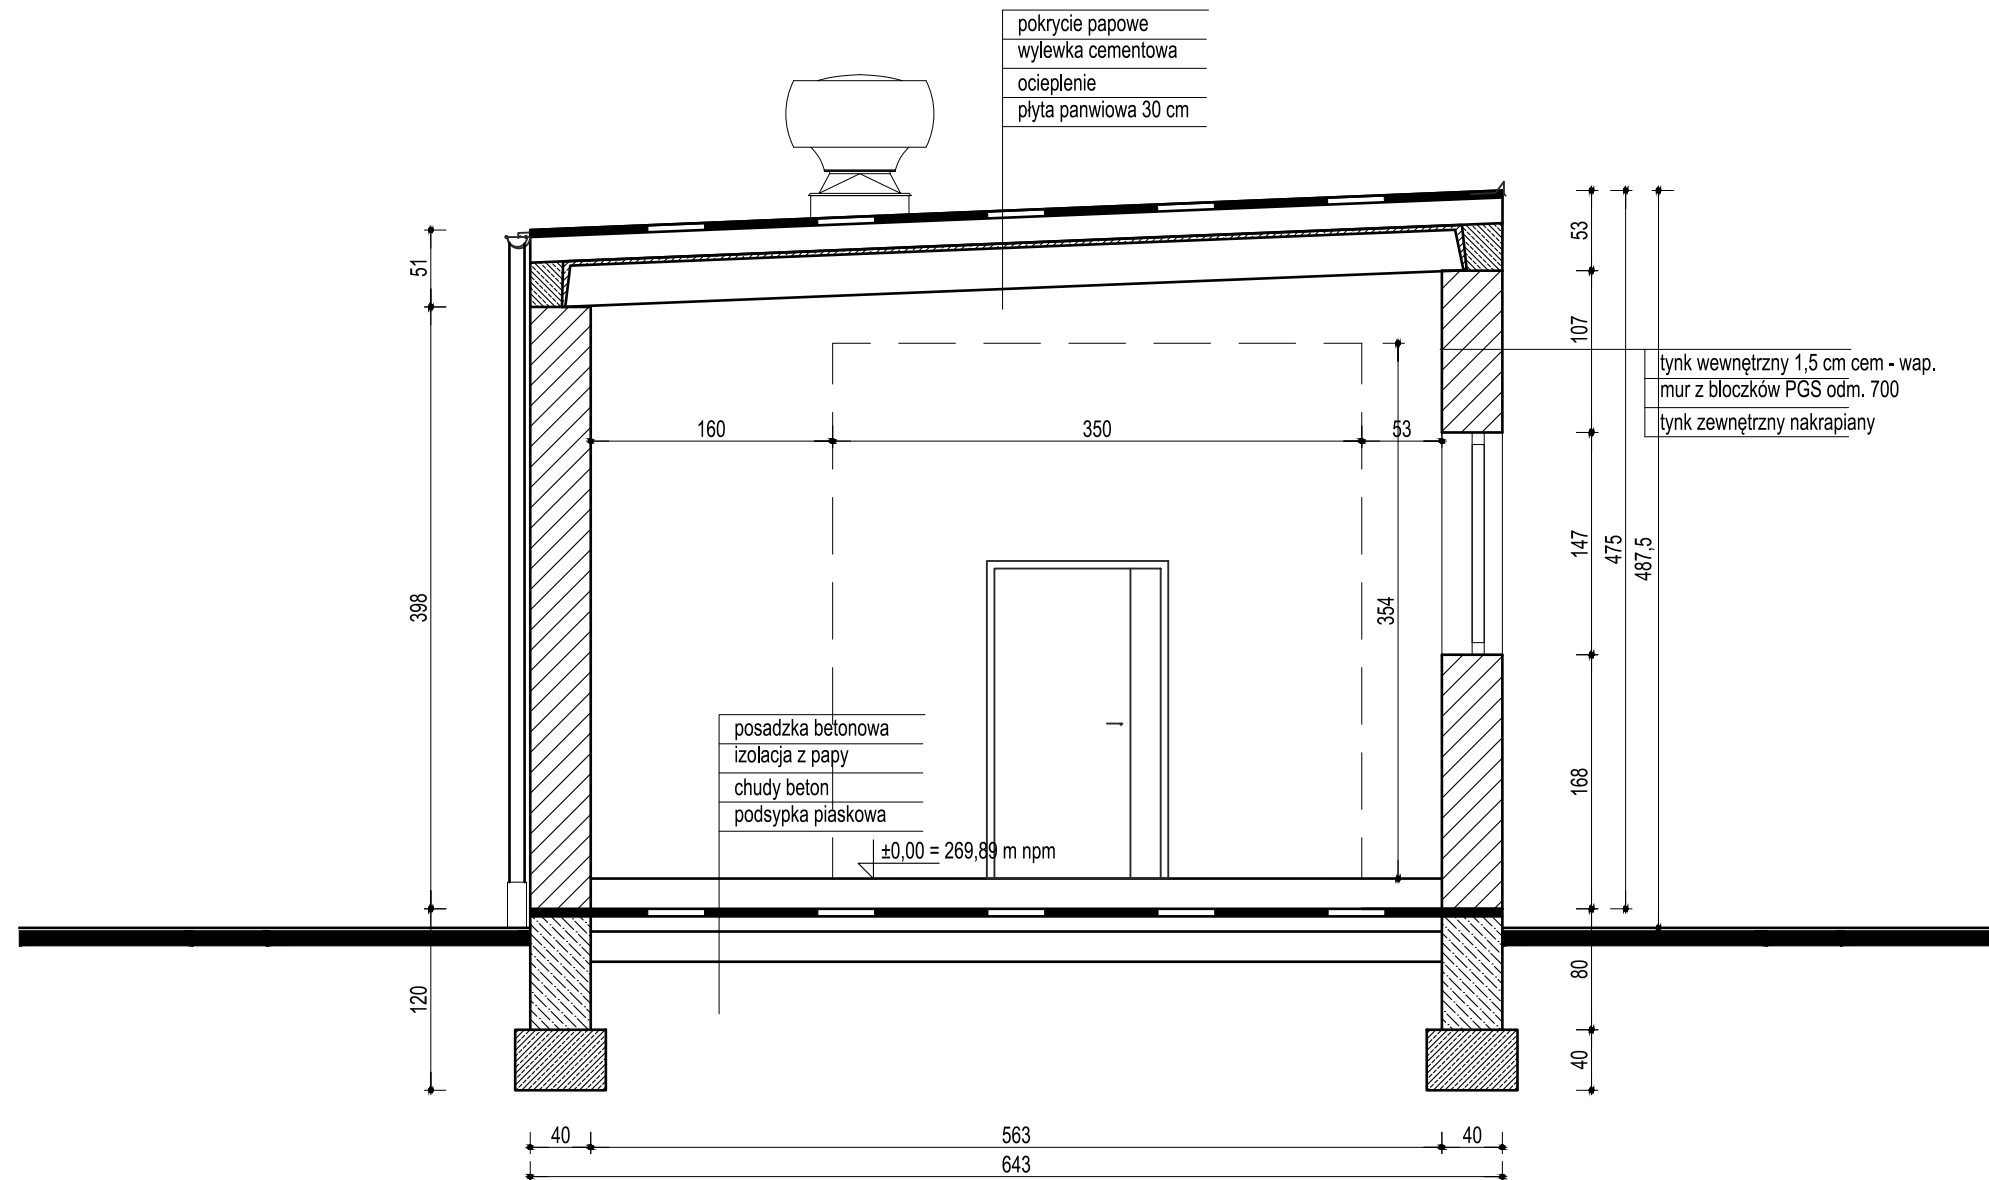 pokrycie papowe
wylewka cementowa
ocieplenie
płyta panwiowa 30 cm
53
51
107
tynk wewnętrzny 1,5 cm cem - wap.
mur z bloczków PGS odm. 700
tynk zewnętrzny nakrapiany
160
350
53
147
475
487,5
398
354
posadzka betonowa
izolacja z papy
chudy beton
podsypka piaskowa
168
±0,00 = 269,89 m npm
80
120
40
40
563
40
643